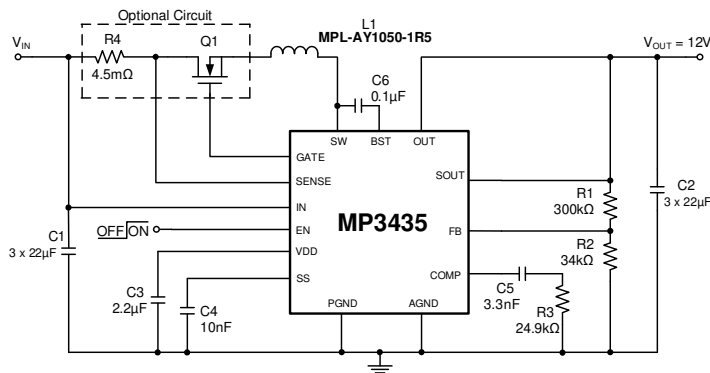 Optional Circuit
L1
MPL-AY1050-1R5
VIN
R4
4.5mΩ
Q1
VOUT = 12V
C6
0.1µF
SW
BST
OUT
GATE
SENSE
IN
EN
VDD
SS
MP3435
SOUT
FB
COMP
PGND
AGND
OFF ON
C1
3 x 22µF
C3
2.2µF
C4
10nF
R1
300kΩ
C2
3 x 22µF
R2
34kΩ
C5
3.3nF
R3
24.9kΩ